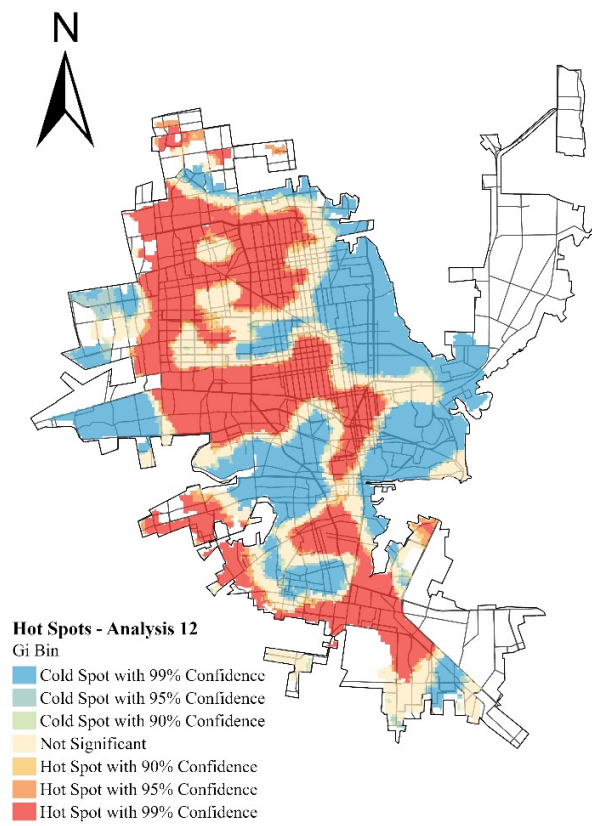 N
Hot Spots - Analysis 12
Gi Bin
Cold Spot with 99% Confidence
Cold Spot with 95% Confidence
Cold Spot with 90% Confidence
Not Significant
Hot Spot with 90% Confidence
Hot Spot with 95% Confidence
Hot Spot with 99% Confidence